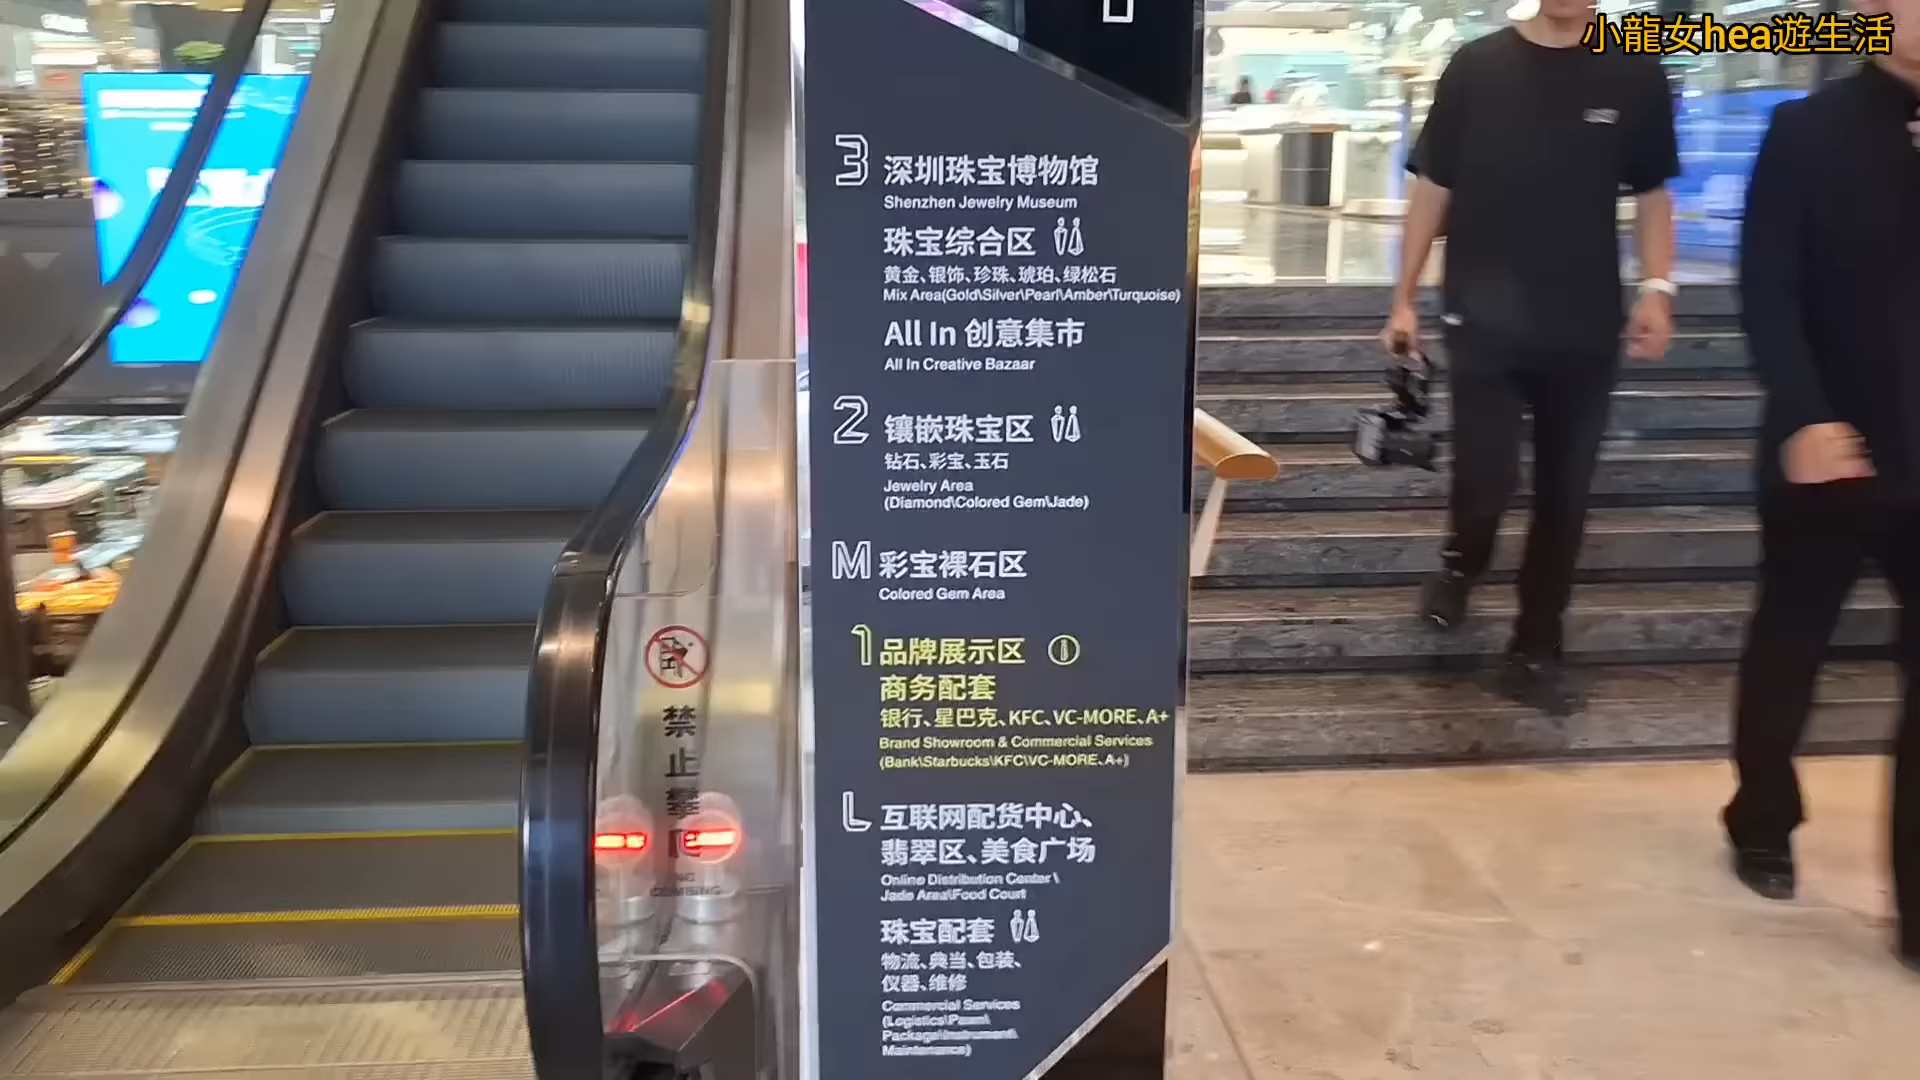 小龍女hea遊生活
3 深圳珠宝博物馆
Shenzhen Jewelry Museum
珠宝综合区
黄金、银饰、珍珠、琥珀、绿松石
Mix Area(Gold\Silver\Pearl\Amber\Turquoise)
All In 创意集市
All In Creative Bazaar
2 镶嵌珠宝区
钻石、彩宝、玉石
Jewelry Area
(Diamond\Colored Gem\Jade)
M 彩宝裸石区
Colored Gem Area
1 品牌展示区
商务配套
银行、星巴克、KFC、VC-MORE、A+
Brand Showroom & Commercial Services
(Bank\Starbucks\KFC\VC-MORE、A+)
L 互联网配货中心、
翡翠区、美食广场
Online Distribution Center \
Jade Area\Food Court
珠宝配套
物流、典当、包装、
仪器、维修
Commercial Services
(Logistics\Pawn\
Package\Instrument\
Maintenance)
禁止攀爬